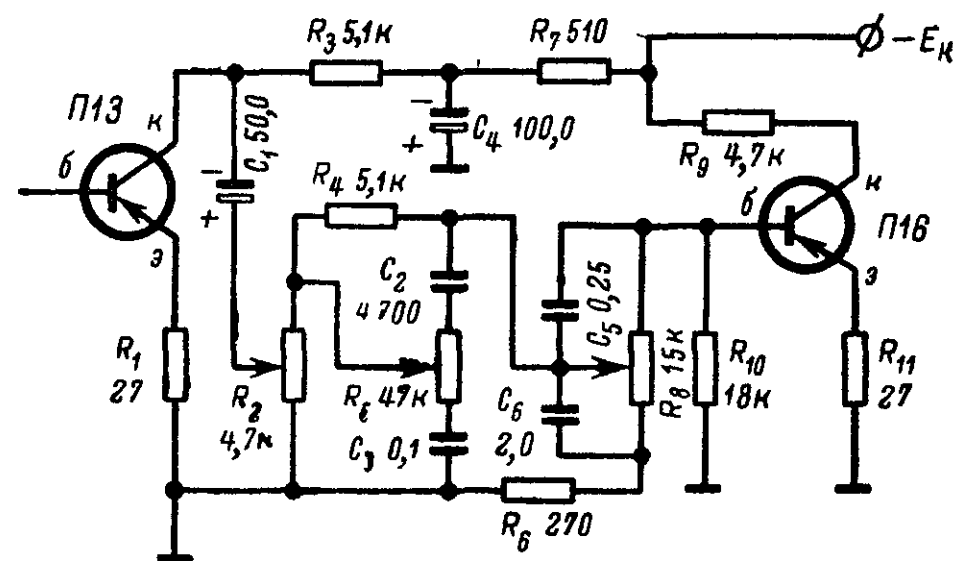 R₃ 5,1к
R₇ 510
− Eк
П13
к
б
э
−
+
C₁ 50,0
−
+
C₄ 100,0
R₉ 4,7к
к
б
П16
э
R₄ 5,1к
C₂
4 700
C₅ 0,25
R₁
27
R₂
4,7к
47к
C₃ 0,1
C₆
2,0
R₈ 15к
R₁₀
18к
R₁₁
27
R₆ 270